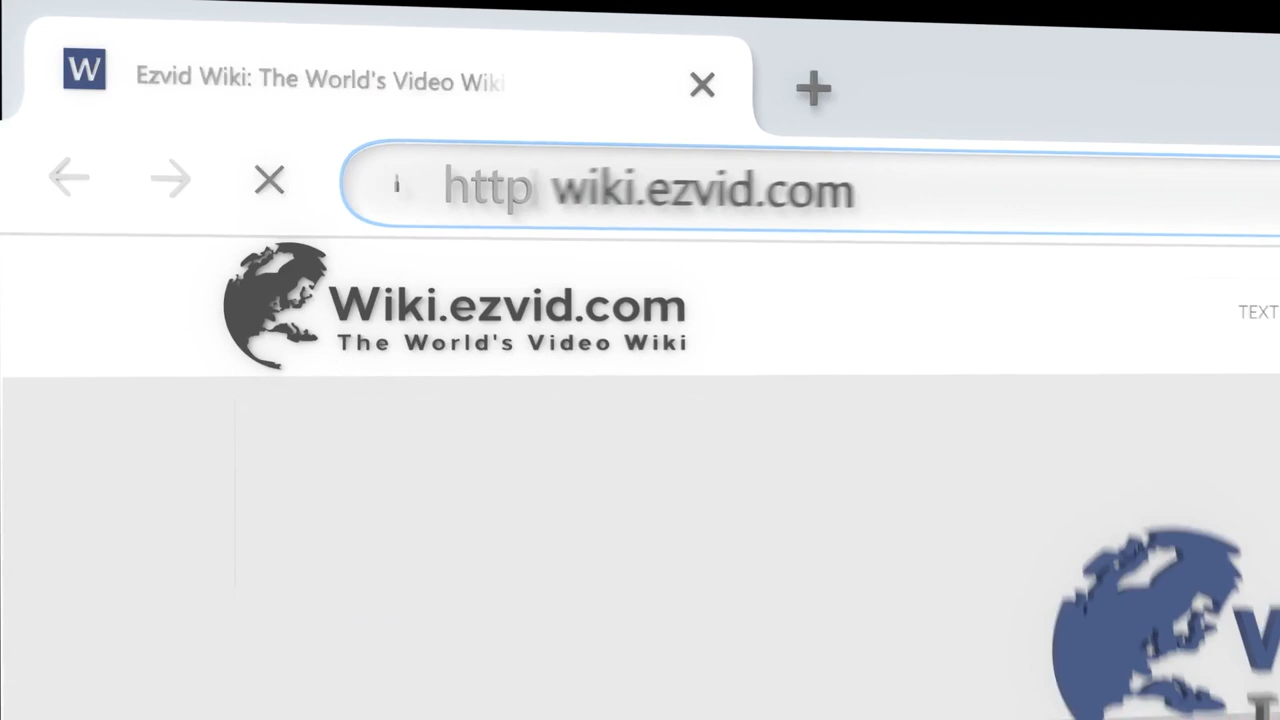 W Ezvid Wiki: The World's Video Wiki
http wiki.ezvid.com
Wiki.ezvid.com
The World's Video Wiki
TEXT